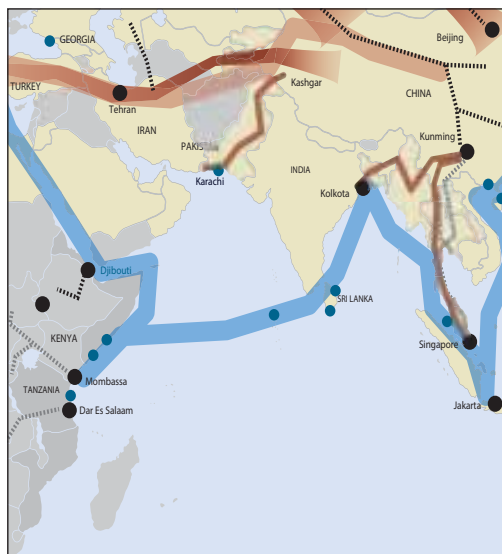 GEORGIA
Beijing
TURKEY
Tehran
Kashgar
CHINA
IRAN
Kunming
PAKIS
INDIA
Karachi
Kolkota
Djibouti
SRI LANKA
KENYA
Singapore
Mombassa
TANZANIA
Jakarta
Dar Es Salaam